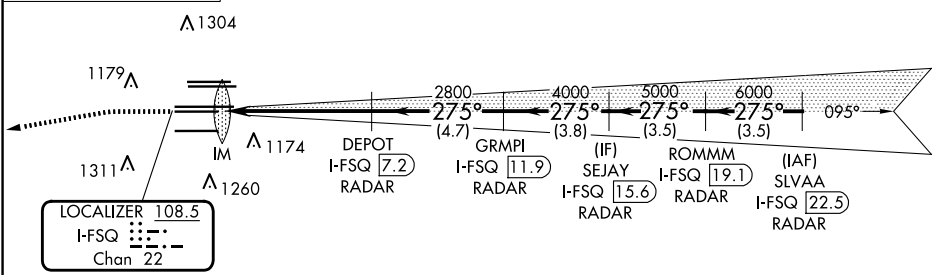 1304
1179
1174
1311
1260
IM
2800
275°
(4.7)
4000
275°
(3.8)
5000
275°
(3.5)
6000
275°
(3.5)
095°
DEPOT
I-FSQ 7.2
RADAR
GRMPI
I-FSQ 11.9
RADAR
(IF)
SEJAY
I-FSQ 15.6
RADAR
ROMMM
I-FSQ 19.1
RADAR
(IAF)
SLVAA
I-FSQ 22.5
RADAR
LOCALIZER 108.5
I-FSQ
Chan 22